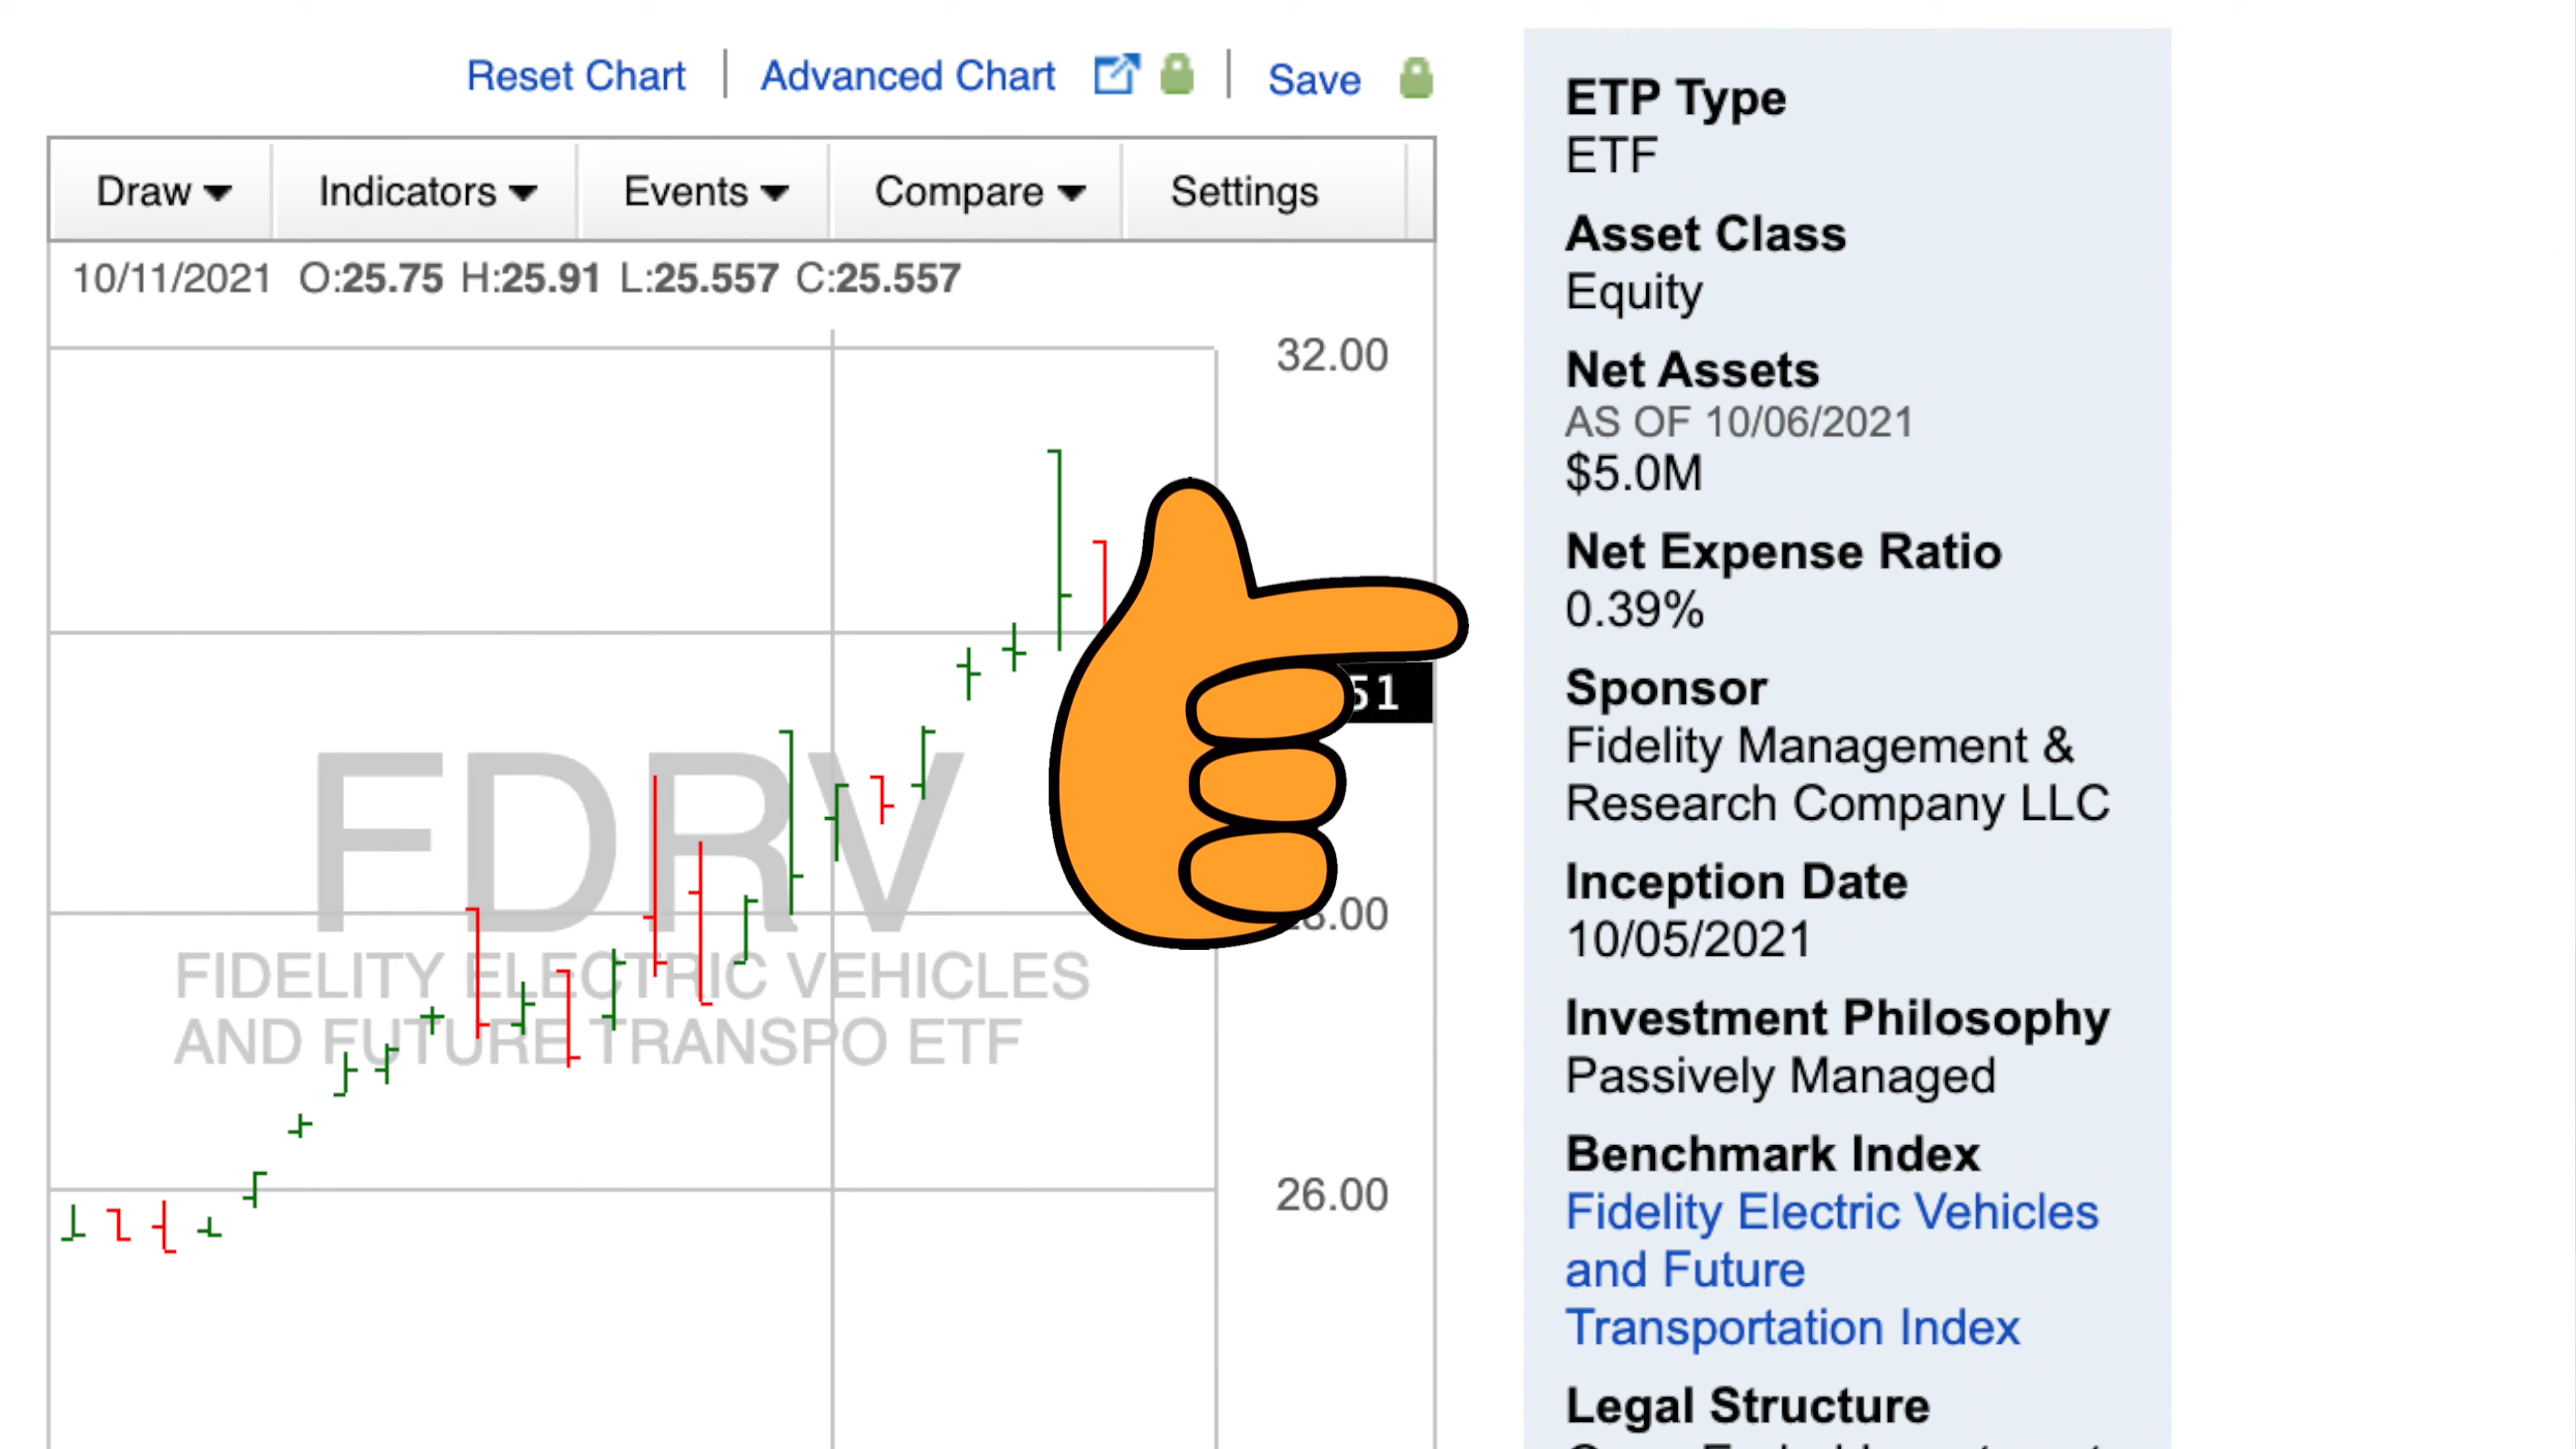 Reset Chart | Advanced Chart | Save
Draw Indicators Events Compare Settings
10/11/2021 O:25.75 H:25.91 L:25.557 C:25.557
32.00
51
26.00
FDRV
FIDELITY ELECTRIC VEHICLES
AND FUTURE TRANSPO ETF
ETP Type
ETF
Asset Class
Equity
Net Assets
AS OF 10/06/2021
$5.0M
Net Expense Ratio
0.39%
Sponsor
Fidelity Management &
Research Company LLC
Inception Date
10/05/2021
Investment Philosophy
Passively Managed
Benchmark Index
Fidelity Electric Vehicles
and Future
Transportation Index
Legal Structure